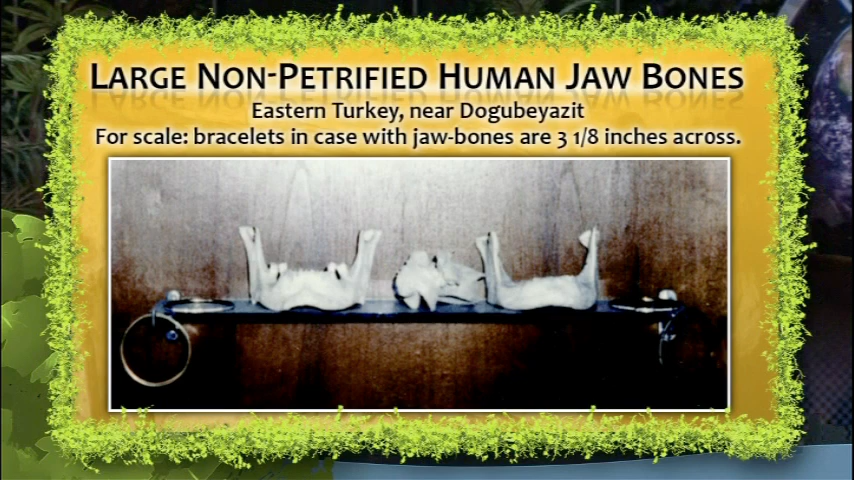 LARGE NON-PETRIFIED HUMAN JAW BONES
Eastern Turkey, near Dogubeyazit
For scale: bracelets in case with jaw-bones are 3 1/8 inches across.